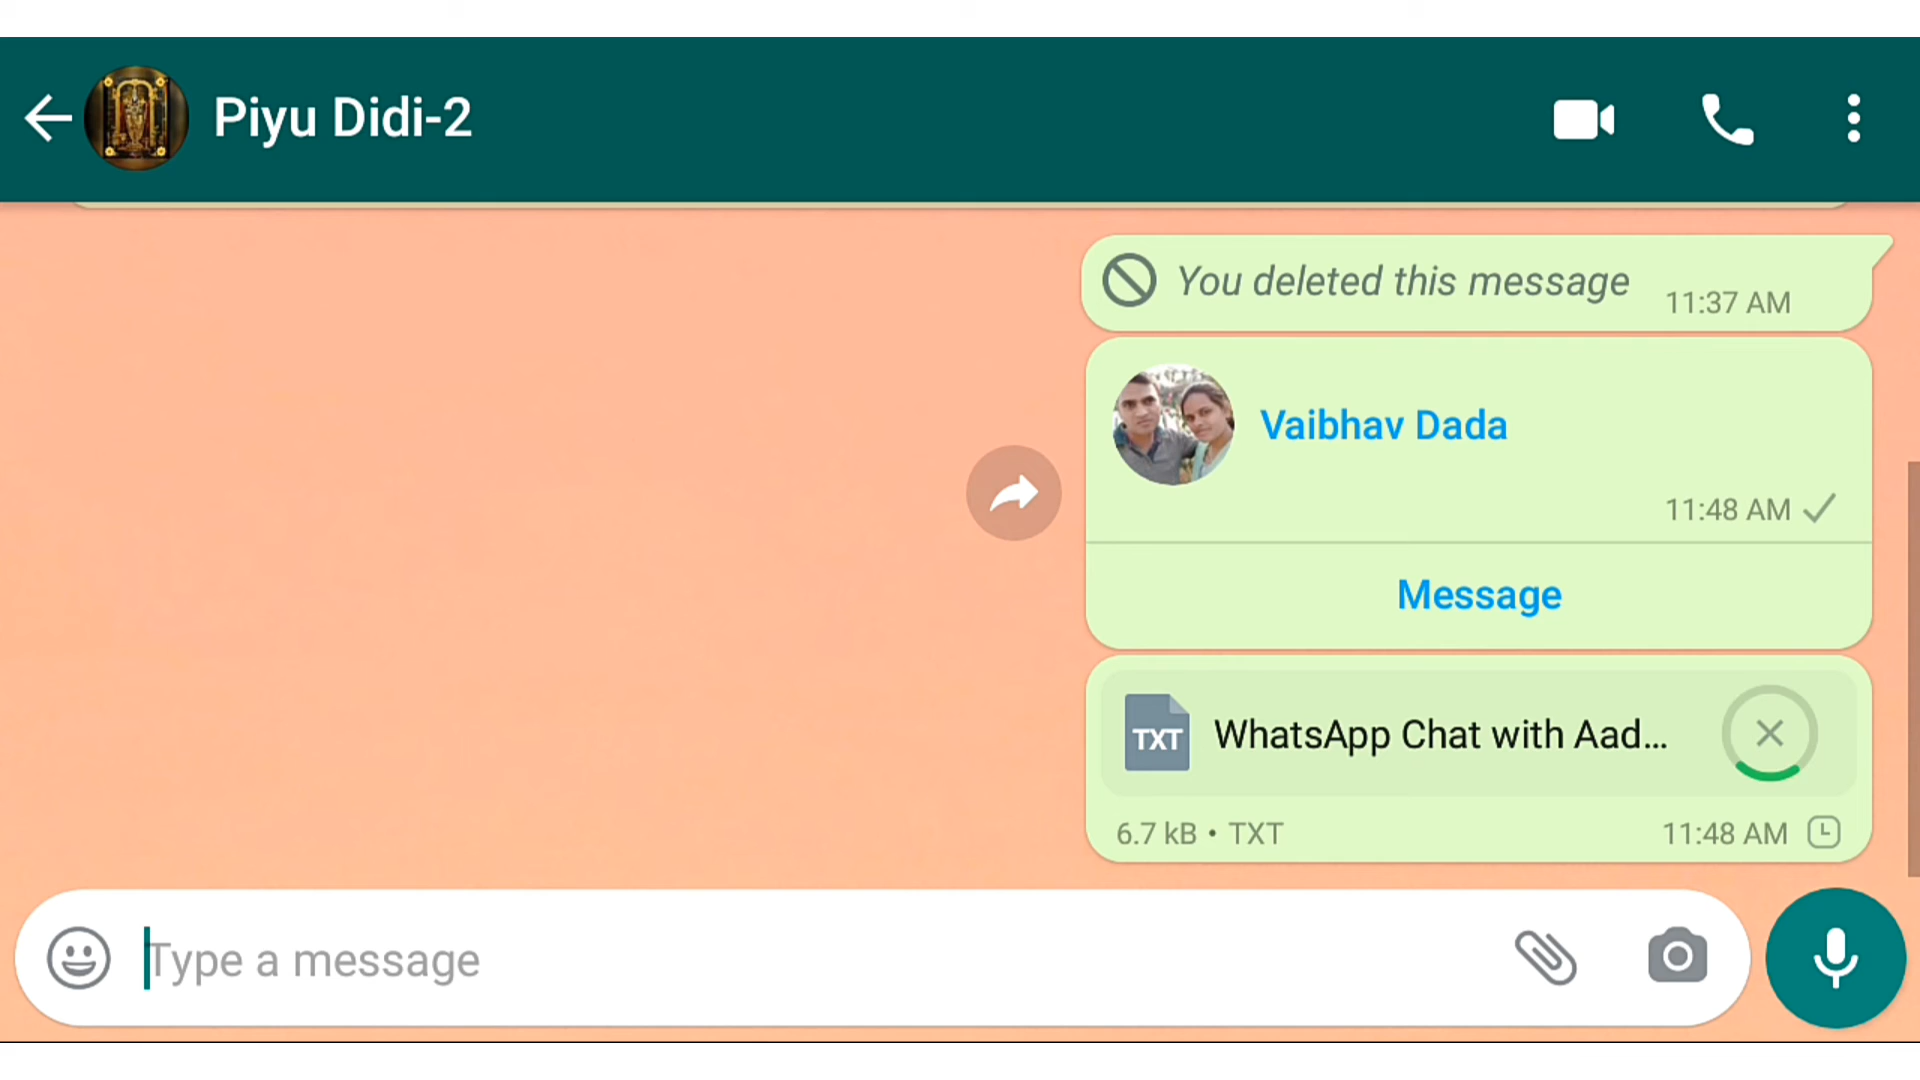 Piyu Didi-2
You deleted this message
11:37 AM
Vaibhav Dada
11:48 AM
Message
TXT
WhatsApp Chat with Aad...
6.7 kB • TXT
11:48 AM
Type a message